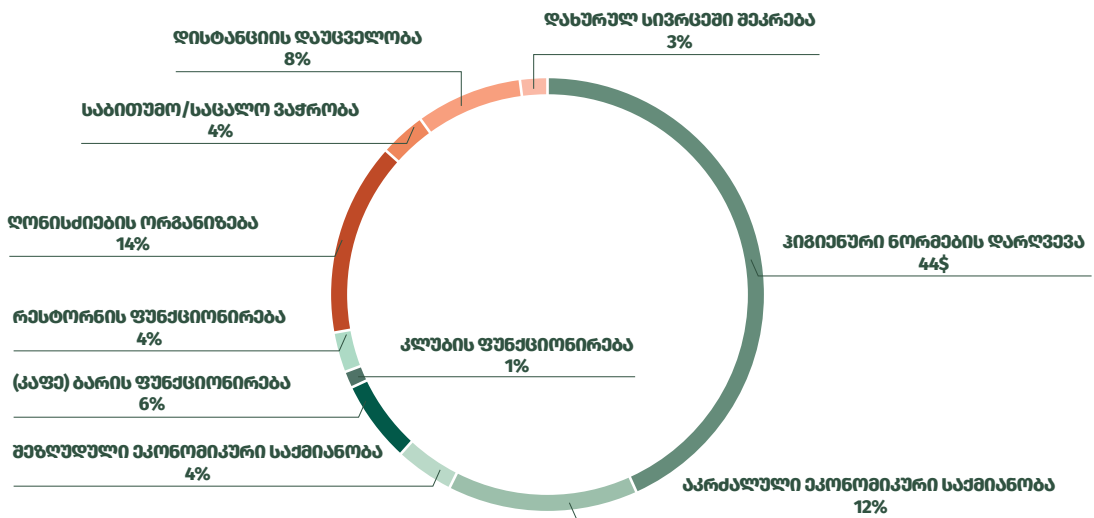 დახურულ სივრცეში შეკრება
3%
დისტანციის დაუცველობა
8%
საბითუმო/საცალო ვაჭრობა
4%
ღონისძიების ორგანიზება
14%
ჰიგიენური ნორმების დარღვევა
44$
რესტორნის ფუნქციონირება
4%
კლუბის ფუნქციონირება
1%
(კაფე) ბარის ფუნქციონირება
6%
შეზღუდული ეკონომიკური საქმიანობა
4%
აკრძალული ეკონომიკური საქმიანობა
12%